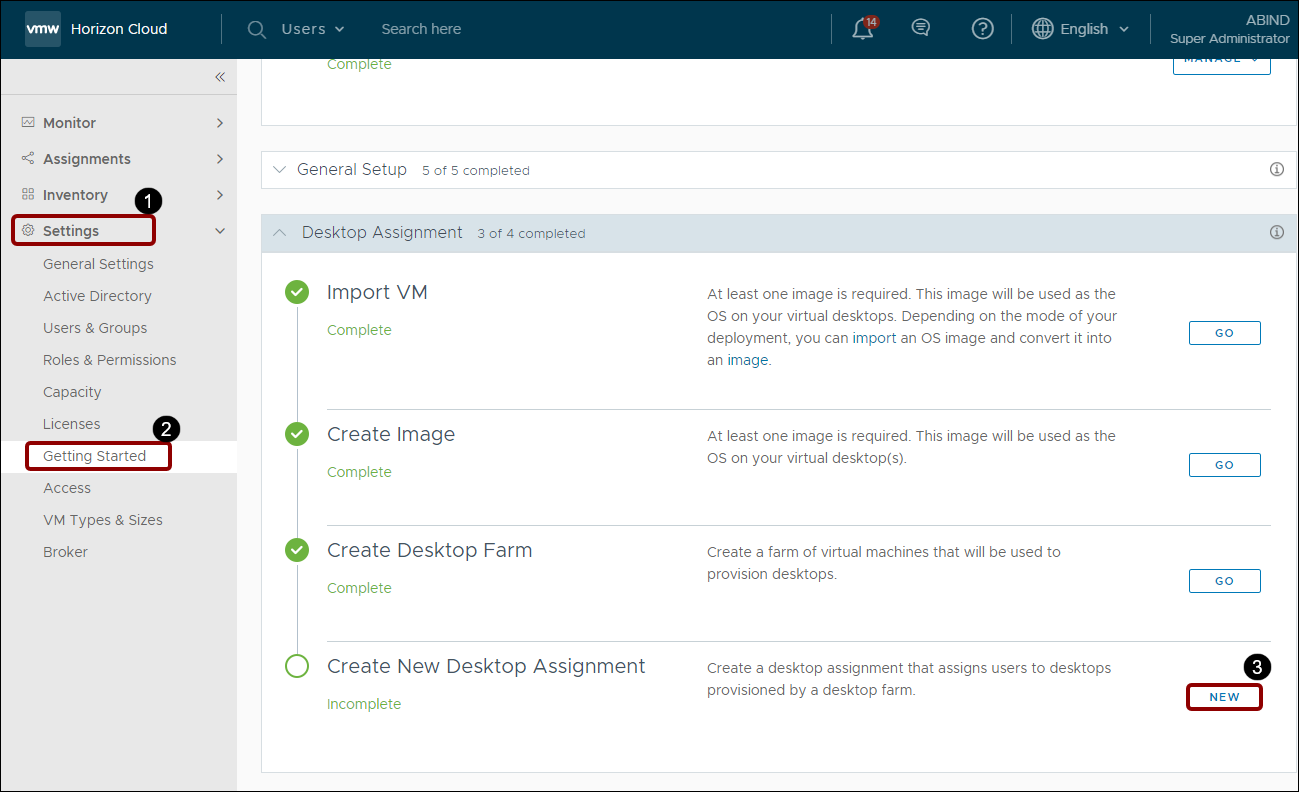 vmw Horizon Cloud Users Search here 14 English ABIND
Super Administrator
Complete
MANAGE
Monitor
Assignments
Inventory
1
Settings
General Settings
Active Directory
Users & Groups
Roles & Permissions
Capacity
Licenses
2
Getting Started
Access
VM Types & Sizes
Broker
General Setup 5 of 5 completed
Desktop Assignment 3 of 4 completed
Import VM
Complete
At least one image is required. This image will be used as the
OS on your virtual desktops. Depending on the mode of your
deployment, you can import an OS image and convert it into
an image.
GO
Create Image
Complete
At least one image is required. This image will be used as the
OS on your virtual desktop(s).
GO
Create Desktop Farm
Complete
Create a farm of virtual machines that will be used to
provision desktops.
GO
Create New Desktop Assignment
Incomplete
Create a desktop assignment that assigns users to desktops
provisioned by a desktop farm.
3
NEW